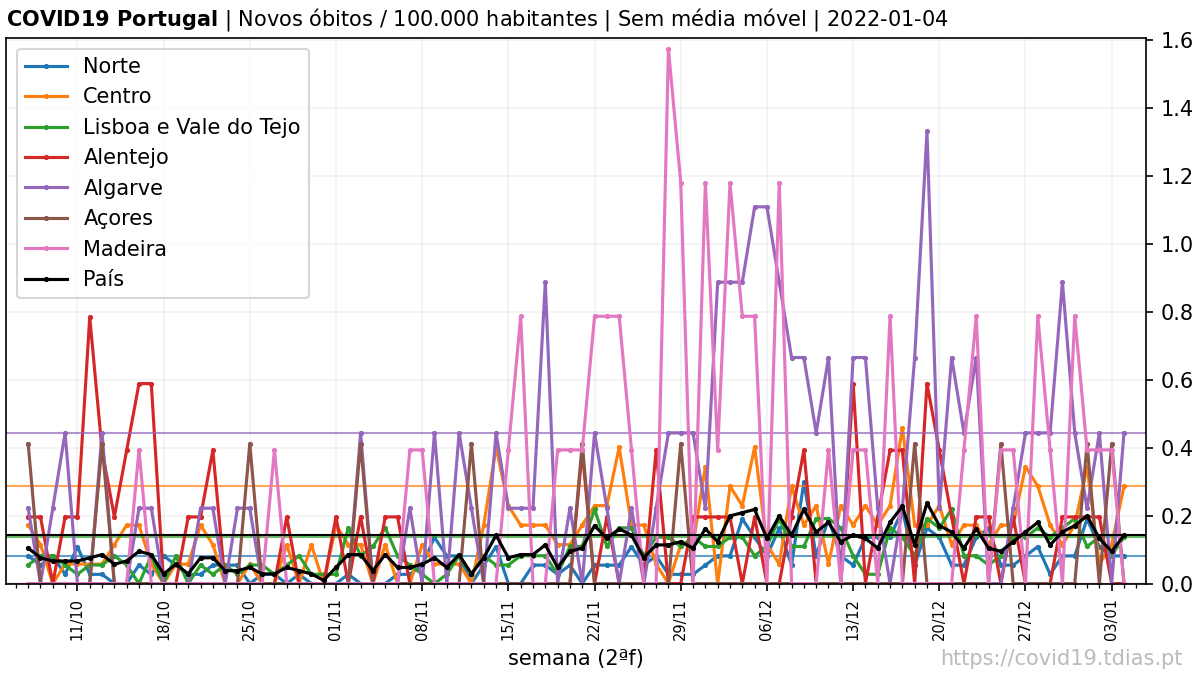 COVID19 Portugal | Novos óbitos / 100.000 habitantes | Sem média móvel | 2022-01-04
Norte
Centro
Lisboa e Vale do Tejo
Alentejo
Algarve
Açores
Madeira
País
1.6
1.4
1.2
1.0
0.8
0.6
0.4
0.2
0.0
11/10
18/10
25/10
01/11
08/11
15/11
22/11
29/11
06/12
13/12
20/12
27/12
03/01
semana (2ªf)
https://covid19.tdias.pt